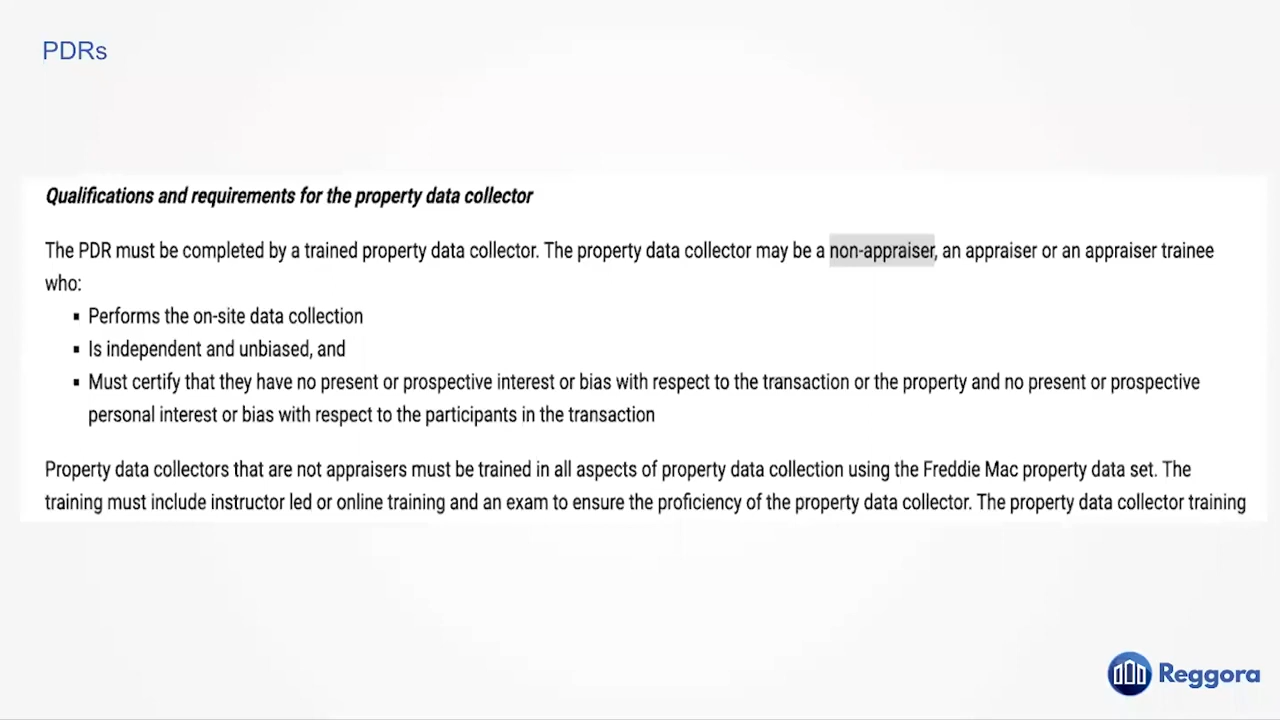 PDRs
Qualifications and requirements for the property data collector
The PDR must be completed by a trained property data collector. The property data collector may be a non-appraiser, an appraiser or an appraiser trainee
who:
▪ Performs the on-site data collection
▪ Is independent and unbiased, and
▪ Must certify that they have no present or prospective interest or bias with respect to the transaction or the property and no present or prospective
personal interest or bias with respect to the participants in the transaction
Property data collectors that are not appraisers must be trained in all aspects of property data collection using the Freddie Mac property data set. The
training must include instructor led or online training and an exam to ensure the proficiency of the property data collector. The property data collector training
Reggora